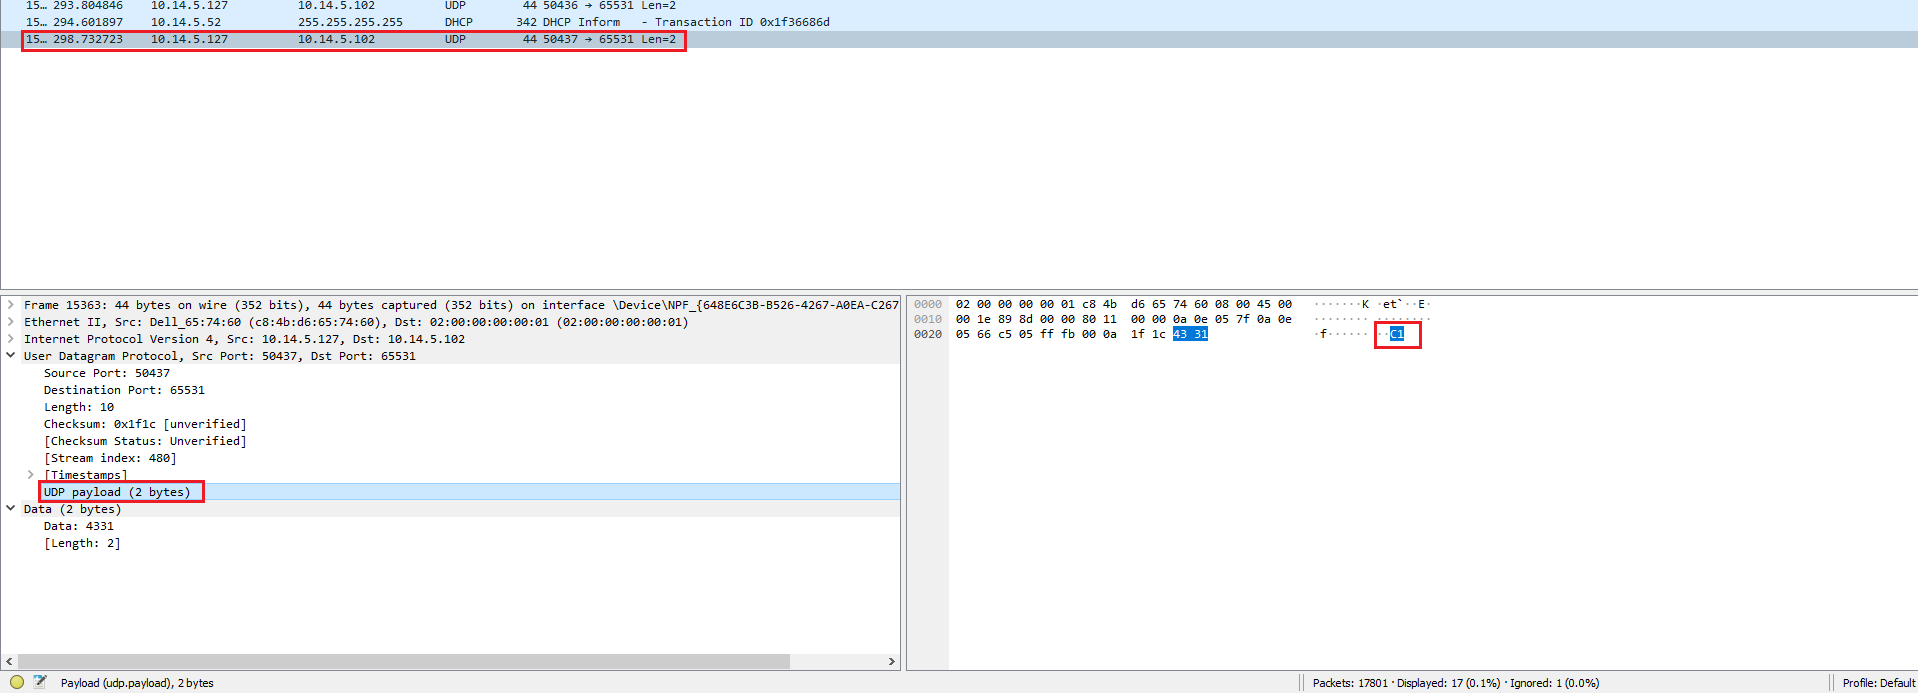 15… 293.804846 10.14.5.127 10.14.5.102 UDP 44 50436 → 65531 Len=2
15… 294.601897 10.14.5.52 255.255.255.255 DHCP 342 DHCP Inform - Transaction ID 0x1f36686d
15… 298.732723 10.14.5.127 10.14.5.102 UDP 44 50437 → 65531 Len=2
Frame 15363: 44 bytes on wire (352 bits), 44 bytes captured (352 bits) on interface \Device\NPF_{648E6C3B-B526-4267-A0EA-C267
Ethernet II, Src: Dell_65:74:60 (c8:4b:d6:65:74:60), Dst: 02:00:00:00:00:01 (02:00:00:00:00:01)
Internet Protocol Version 4, Src: 10.14.5.127, Dst: 10.14.5.102
User Datagram Protocol, Src Port: 50437, Dst Port: 65531
Source Port: 50437
Destination Port: 65531
Length: 10
Checksum: 0x1f1c [unverified]
[Checksum Status: Unverified]
[Stream index: 480]
[Timestamps]
UDP payload (2 bytes)
Data (2 bytes)
Data: 4331
[Length: 2]
0000 02 00 00 00 00 01 c8 4b d6 65 74 60 08 00 45 00 ·······K ·et`··E·
0010 00 1e 89 8d 00 00 80 11 00 00 0a 0e 05 7f 0a 0e ········ ········
0020 05 66 c5 05 ff fb 00 0a 1f 1c 43 31 ·f······ ··C1
Payload (udp.payload), 2 bytes
Packets: 17801 · Displayed: 17 (0.1%) · Ignored: 1 (0.0%)
Profile: Default